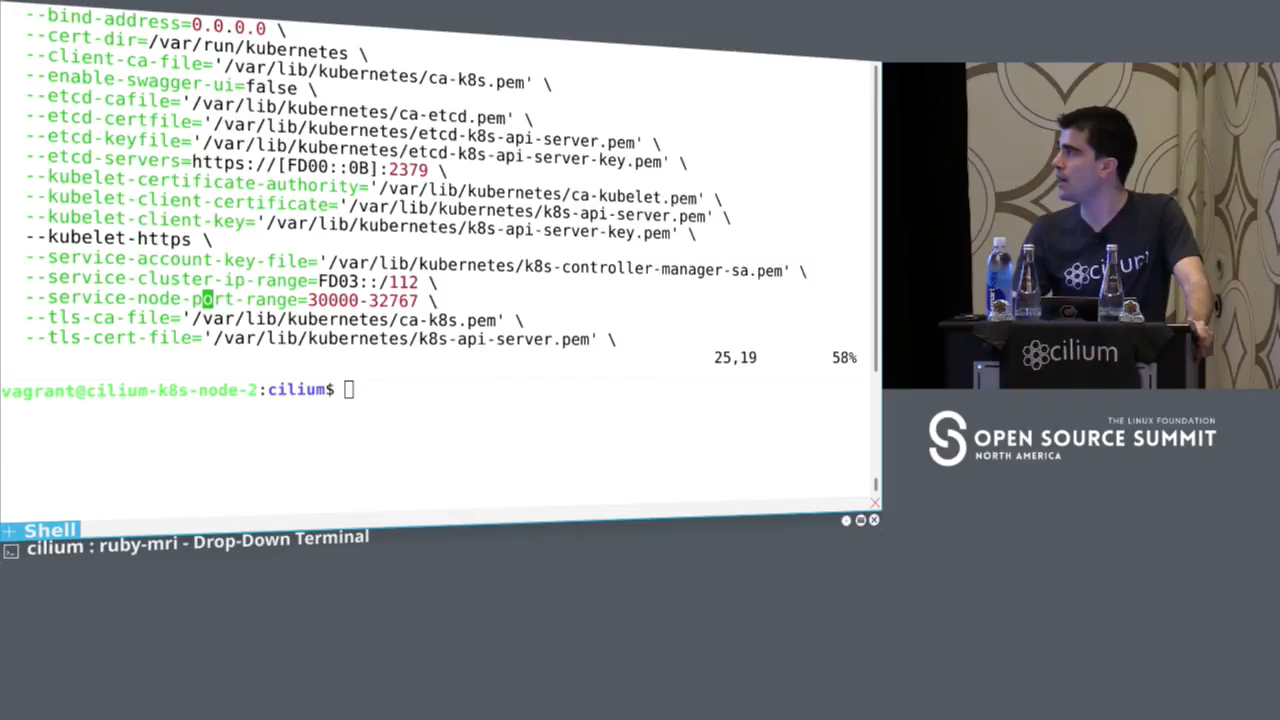 --bind-address=0.0.0.0 \
--cert-dir=/var/run/kubernetes \
--client-ca-file='/var/lib/kubernetes/ca-k8s.pem' \
--enable-swagger-ui=false \
--etcd-cafile='/var/lib/kubernetes/ca-etcd.pem' \
--etcd-certfile='/var/lib/kubernetes/etcd-k8s-api-server.pem' \
--etcd-keyfile='/var/lib/kubernetes/etcd-k8s-api-server-key.pem' \
--etcd-servers=https://[FD00::0B]:2379 \
--kubelet-certificate-authority='/var/lib/kubernetes/ca-kubelet.pem' \
--kubelet-client-certificate='/var/lib/kubernetes/k8s-api-server.pem' \
--kubelet-client-key='/var/lib/kubernetes/k8s-api-server-key.pem' \
--kubelet-https \
--service-account-key-file='/var/lib/kubernetes/k8s-controller-manager-sa.pem' \
--service-cluster-ip-range=FD03::/112 \
--service-node-port-range=30000-32767 \
--tls-ca-file='/var/lib/kubernetes/ca-k8s.pem' \
--tls-cert-file='/var/lib/kubernetes/k8s-api-server.pem' \
25,19 58%
vagrant@cilium-k8s-node-2:cilium$
+ Shell
cilium : ruby-mri - Drop-Down Terminal
cilium
cilium
THE LINUX FOUNDATION
OPEN SOURCE SUMMIT
NORTH AMERICA